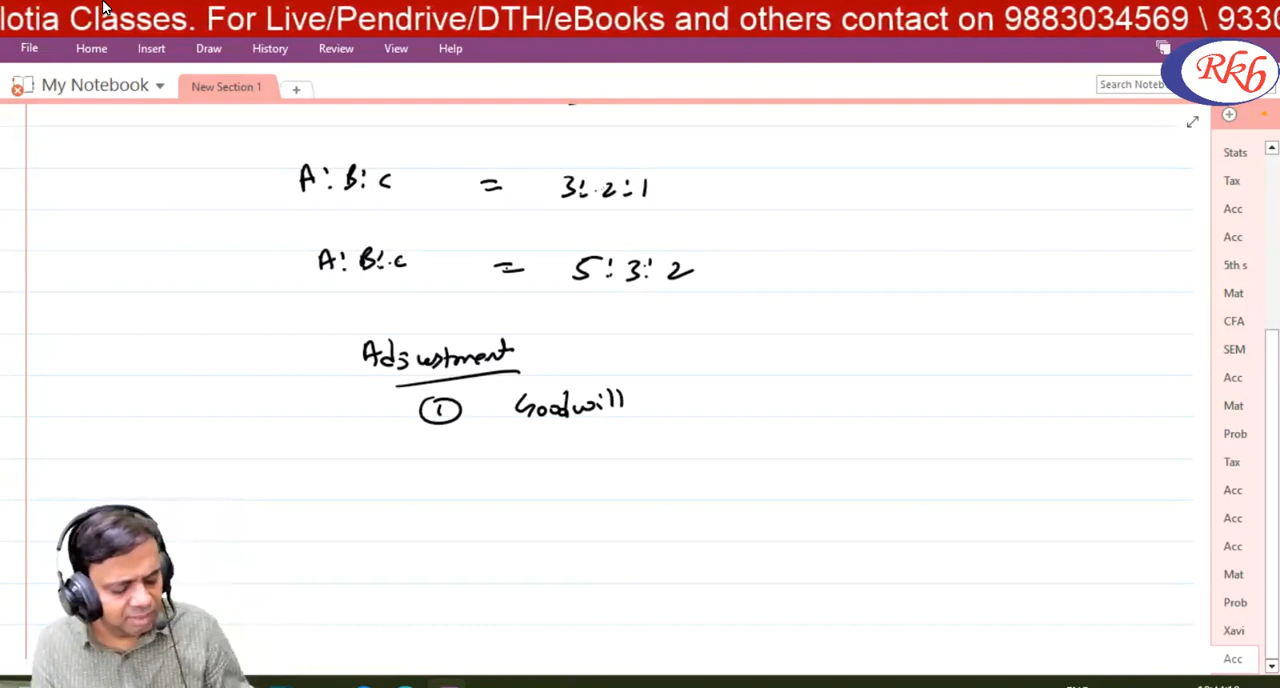 lotia Classes. For Live/Pendrive/DTH/eBooks and others contact on 9883034569 \ 9330
File Home Insert Draw History Review View Help
My Notebook New Section 1 + Search Noteb
Rkb
A: B: C = 3: 2: 1
A: B: C = 5: 3: 2
Adjustment
① Goodwill
Stats
Tax
Acc
Acc
5th s
Mat
CFA
SEM
Acc
Mat
Prob
Tax
Acc
Acc
Acc
Mat
Prob
Xavi
Acc